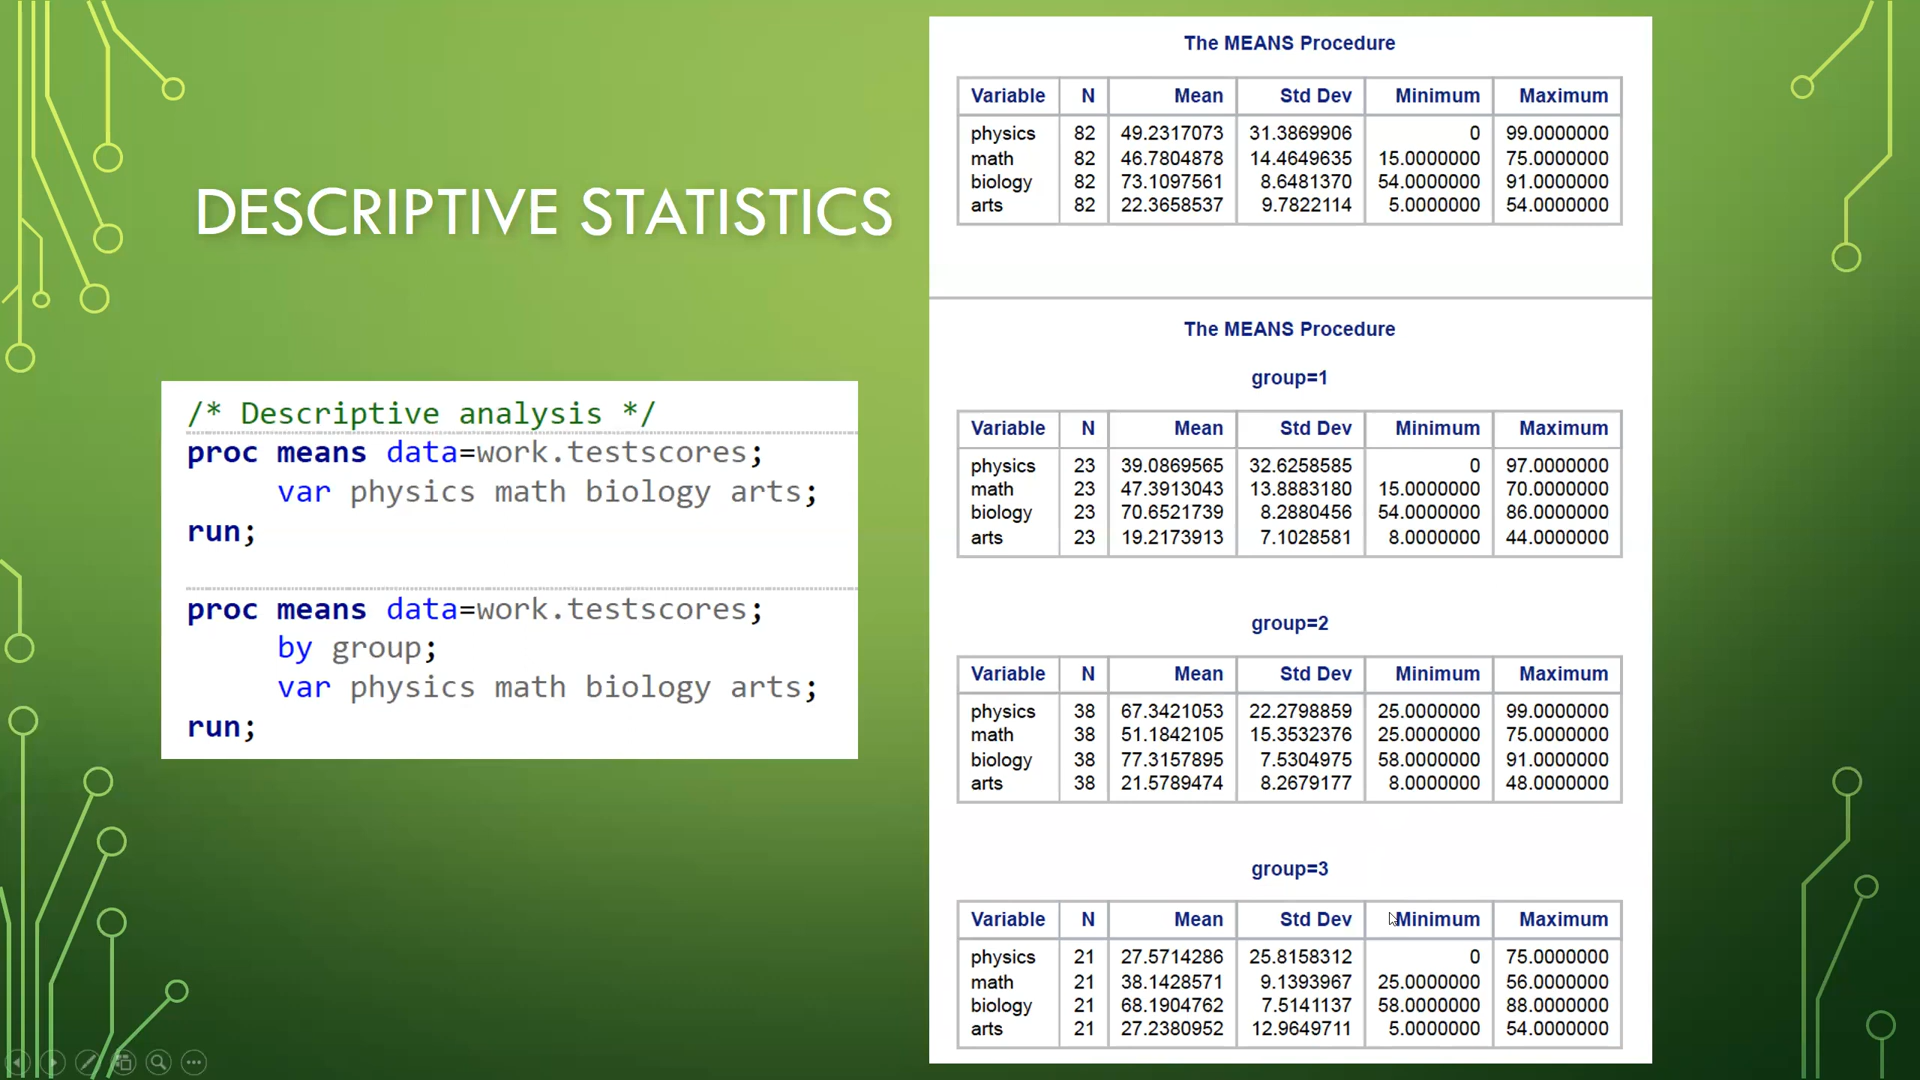 DESCRIPTIVE STATISTICS
/* Descriptive analysis */
proc means data=work.testscores;
var physics math biology arts;
run;
proc means data=work.testscores;
by group;
var physics math biology arts;
run;
The MEANS Procedure
Variable N Mean Std Dev Minimum Maximum
physics 82 49.2317073 31.3869906 0 99.0000000
math 82 46.7804878 14.4649635 15.0000000 75.0000000
biology 82 73.1097561 8.6481370 54.0000000 91.0000000
arts 82 22.3658537 9.7822114 5.0000000 54.0000000
The MEANS Procedure
group=1
Variable N Mean Std Dev Minimum Maximum
physics 23 39.0869565 32.6258585 0 97.0000000
math 23 47.3913043 13.8883180 15.0000000 70.0000000
biology 23 70.6521739 8.2880456 54.0000000 86.0000000
arts 23 19.2173913 7.1028581 8.0000000 44.0000000
group=2
Variable N Mean Std Dev Minimum Maximum
physics 38 67.3421053 22.2798859 25.0000000 99.0000000
math 38 51.1842105 15.3532376 25.0000000 75.0000000
biology 38 77.3157895 7.5304975 58.0000000 91.0000000
arts 38 21.5789474 8.2679177 8.0000000 48.0000000
group=3
Variable N Mean Std Dev Minimum Maximum
physics 21 27.5714286 25.8158312 0 75.0000000
math 21 38.1428571 9.1393967 25.0000000 56.0000000
biology 21 68.1904762 7.5141137 58.0000000 88.0000000
arts 21 27.2380952 12.9649711 5.0000000 54.0000000